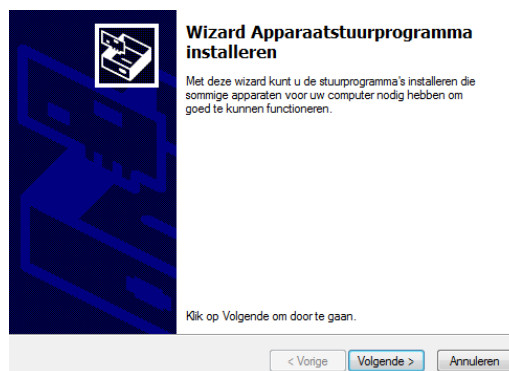 Wizard Apparaatstuurprogramma
installeren
Met deze wizard kunt u de stuurprogramma's installeren die
sommige apparaten voor uw computer nodig hebben om
goed te kunnen functioneren.
Klik op Volgende om door te gaan.
< Vorige
Volgende >
Annuleren